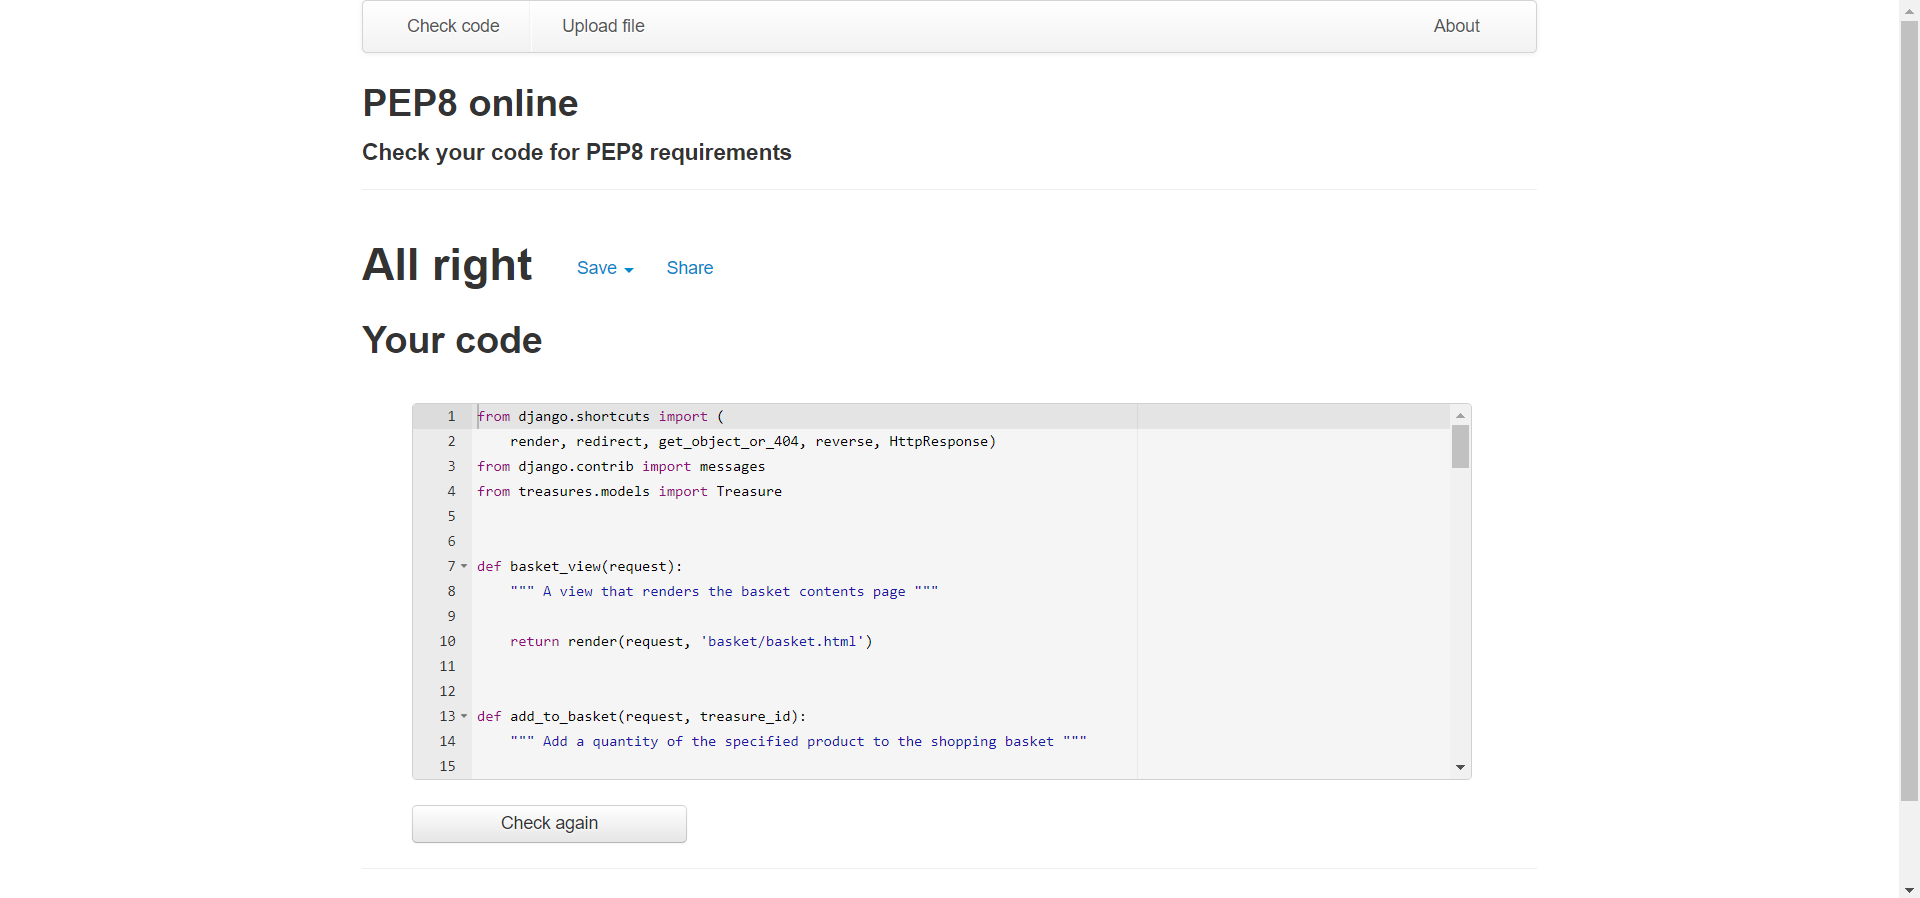 Check code Upload file About
PEP8 online
Check your code for PEP8 requirements
All right Save Share
Your code
1 from django.shortcuts import (
2     render, redirect, get_object_or_404, reverse, HttpResponse)
3 from django.contrib import messages
4 from treasures.models import Treasure
5
6
7 def basket_view(request):
8     """ A view that renders the basket contents page """
9
10     return render(request, 'basket/basket.html')
11
12
13 def add_to_basket(request, treasure_id):
14     """ Add a quantity of the specified product to the shopping basket """
15
Check again